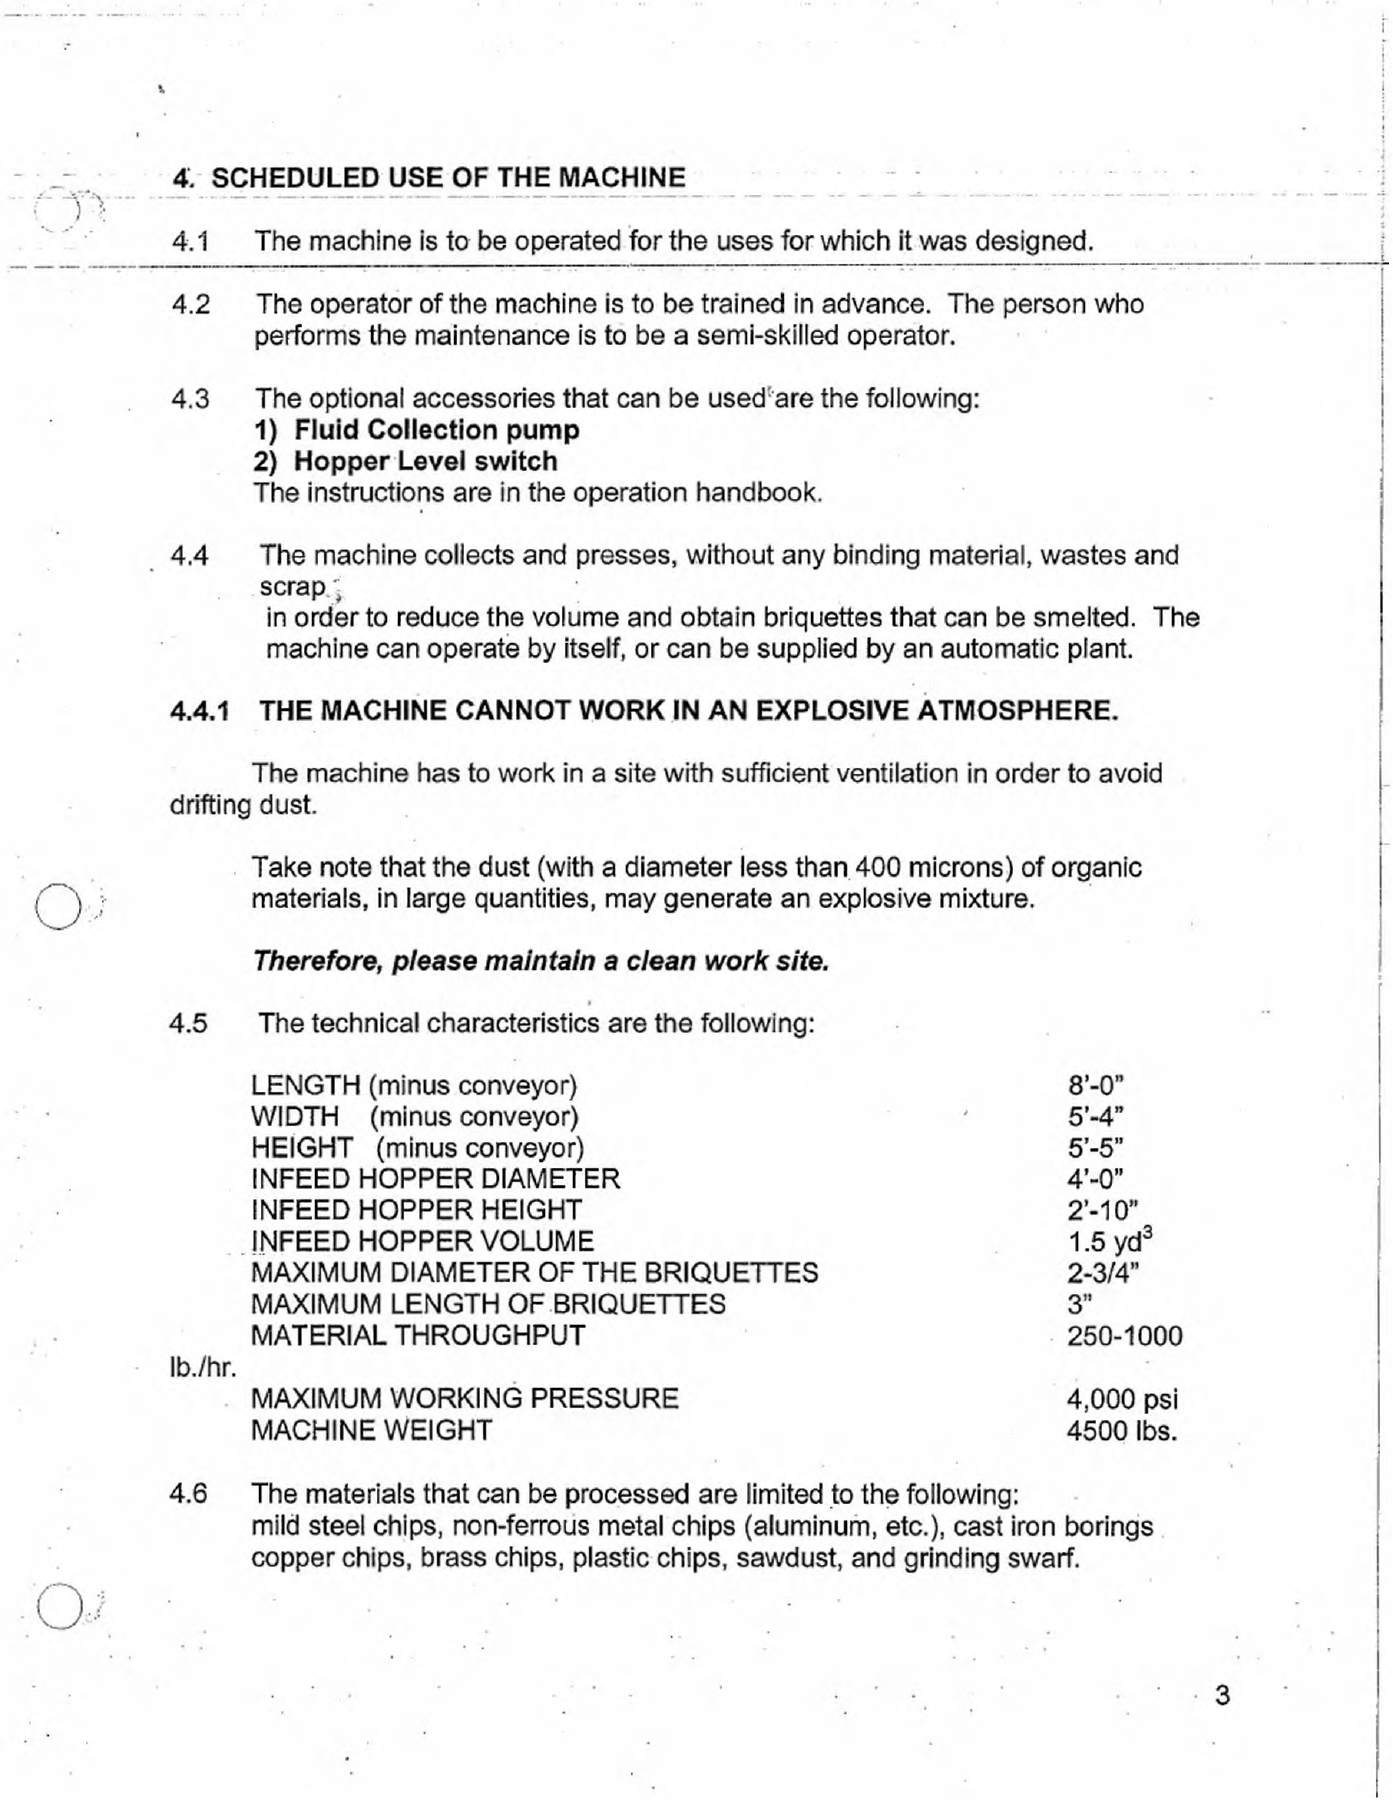 4. SCHEDULED USE OF THE MACHINE
4.1 The machine is to be operated for the uses for which it was designed.
4.2 The operator of the machine is to be trained in advance. The person who
performs the maintenance is to be a semi-skilled operator.
4.3 The optional accessories that can be used are the following:
1) Fluid Collection pump
2) Hopper Level switch
The instructions are in the operation handbook.
4.4 The machine collects and presses, without any binding material, wastes and
scrap,
in order to reduce the volume and obtain briquettes that can be smelted. The
machine can operate by itself, or can be supplied by an automatic plant.
4.4.1 THE MACHINE CANNOT WORK IN AN EXPLOSIVE ATMOSPHERE.
The machine has to work in a site with sufficient ventilation in order to avoid
drifting dust.
Take note that the dust (with a diameter less than 400 microns) of organic
materials, in large quantities, may generate an explosive mixture.
Therefore, please maintain a clean work site.
4.5 The technical characteristics are the following:
LENGTH (minus conveyor) 8'-0"
WIDTH (minus conveyor) 5'-4"
HEIGHT (minus conveyor) 5'-5"
INFEED HOPPER DIAMETER 4'-0"
INFEED HOPPER HEIGHT 2'-10"
INFEED HOPPER VOLUME 1.5 yd³
MAXIMUM DIAMETER OF THE BRIQUETTES 2-3/4"
MAXIMUM LENGTH OF BRIQUETTES 3"
MATERIAL THROUGHPUT 250-1000
lb./hr.
MAXIMUM WORKING PRESSURE 4,000 psi
MACHINE WEIGHT 4500 lbs.
4.6 The materials that can be processed are limited to the following:
mild steel chips, non-ferrous metal chips (aluminum, etc.), cast iron borings
copper chips, brass chips, plastic chips, sawdust, and grinding swarf.
3